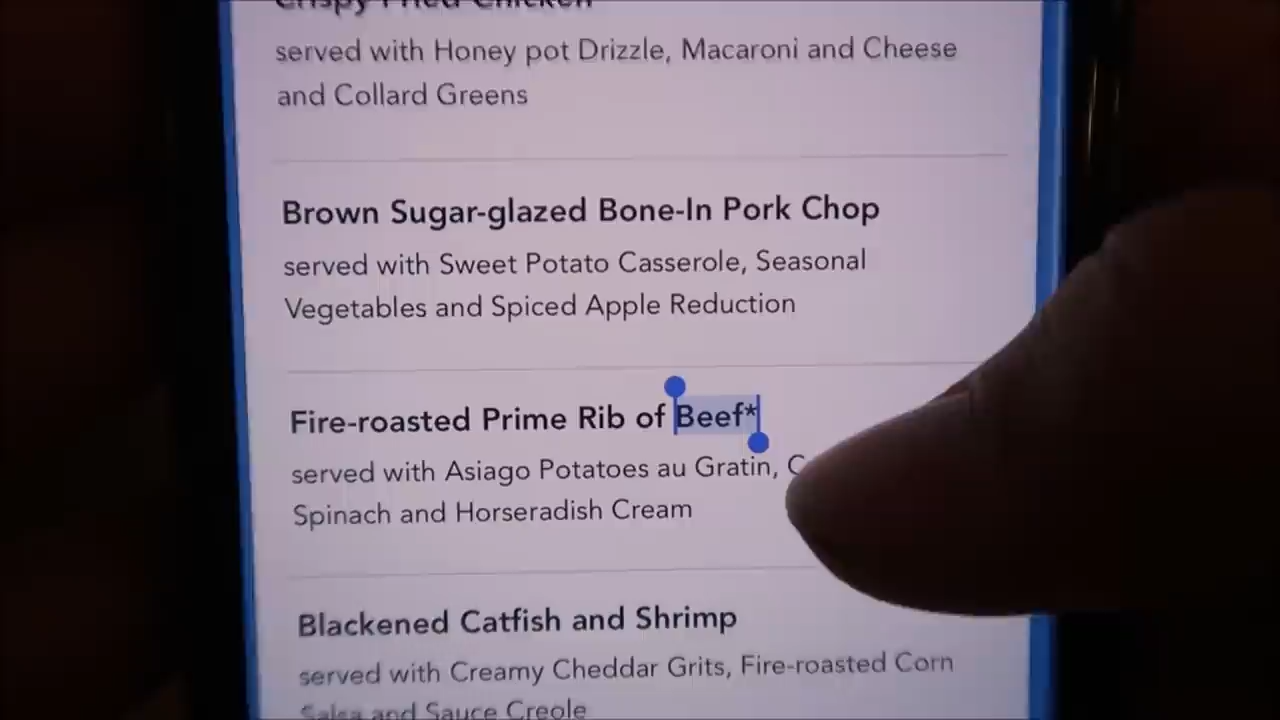 Crispy Fried Chicken
served with Honey pot Drizzle, Macaroni and Cheese
and Collard Greens
Brown Sugar-glazed Bone-In Pork Chop
served with Sweet Potato Casserole, Seasonal
Vegetables and Spiced Apple Reduction
Fire-roasted Prime Rib of Beef*
served with Asiago Potatoes au Gratin,
Spinach and Horseradish Cream
Blackened Catfish and Shrimp
served with Creamy Cheddar Grits, Fire-roasted Corn
Salsa and Sauce Creole